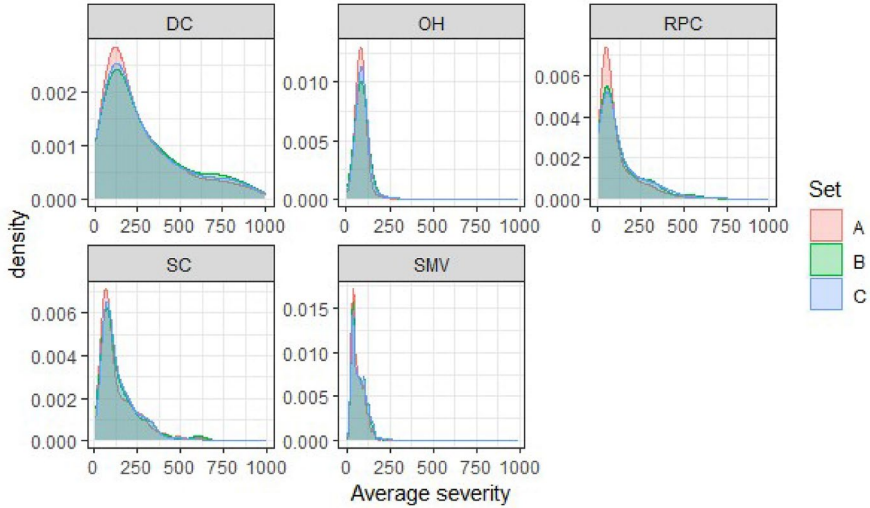 DC OH RPC
0.002 0.010 0.006
0.004
0.001 0.005
0.002
0.000 0.000 0.000
0 250 500 750 1000 0 250 500 750 1000 0 250 500 750 1000
density
SC SMV
0.006 0.015
0.004 0.010
0.002 0.005
0.000 0.000
0 250 500 750 1000 0 250 500 750 1000
Average severity
Set
A
B
C